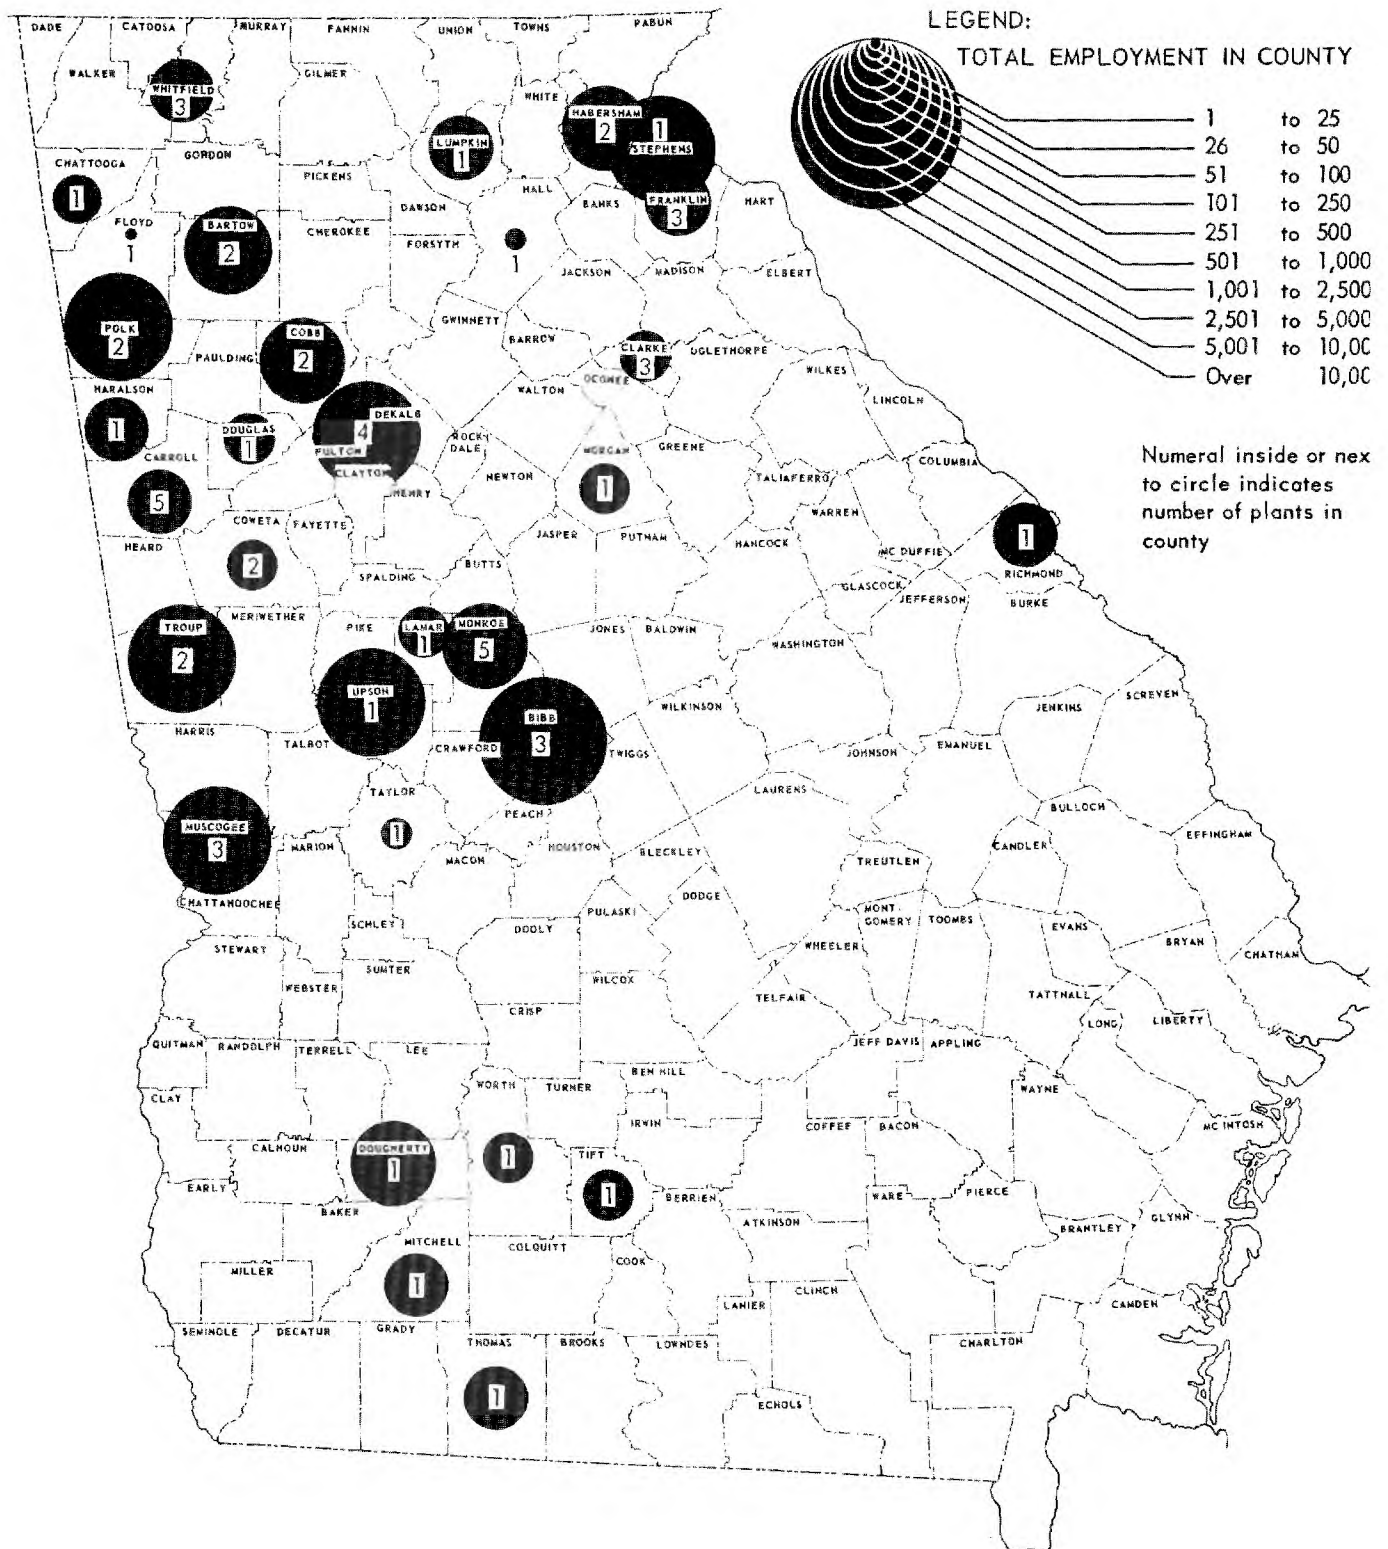 LEGEND:
TOTAL EMPLOYMENT IN COUNTY
1 to 25
26 to 50
51 to 100
101 to 250
251 to 500
501 to 1,000
1,001 to 2,500
2,501 to 5,000
5,001 to 10,00
Over 10,00
Numeral inside or nex
to circle indicates
number of plants in
county
DADE
CATOOSA
MURRAY
FANNIN
UNION
TOWNS
RABUN
WALKER
WHITFIELD
3
GILMER
WHITE
HABERSHAM
2
1
STEPHENS
LUMPKIN
1
CHATTOOGA
1
GORDON
PICKENS
DAWSON
HALL
1
BANKS
FRANKLIN
3
HART
FLOYD
1
BARTOW
2
CHEROKEE
FORSYTH
JACKSON
MADISON
ELBERT
POLK
2
PAULDING
COBB
2
GWINNETT
BARROW
CLARKE
3
OGLETHORPE
OCONEE
WALTON
WILKES
LINCOLN
HARALSON
1
DOUGLAS
1
DEKALB
4
FULTON
CLAYTON
ROCK
DALE
HENRY
NEWTON
MORGAN
1
GREENE
TALIAFERRO
COLUMBIA
CARROLL
5
COWETA
2
FAYETTE
HEARD
SPALDING
BUTTS
JASPER
PUTNAM
HANCOCK
WARREN
MC DUFFIE
1
RICHMOND
GLASCOCK
JEFFERSON
BURKE
TROUP
2
MERIWETHER
PIKE
LAMAR
1
MONROE
5
JONES
BALDWIN
WASHINGTON
UPSON
1
BIBB
3
WILKINSON
TWIGGS
CRAWFORD
JENKINS
SCREVEN
HARRIS
TALBOT
JOHNSON
EMANUEL
TAYLOR
1
PEACH
LAURENS
BULLOCH
EFFINGHAM
MUSCOGEE
3
MARION
MACON
HOUSTON
BLECKLEY
TREUTLEN
CANDLER
CHATTAHOOCHEE
SCHLEY
DOOLY
PULASKI
DODGE
MONT-
GOMERY
TOOMBS
EVANS
BRYAN
CHATHAM
STEWART
WEBSTER
SUMTER
WILCOX
WHEELER
TELFAIR
TATTNALL
CRISP
LONG
LIBERTY
QUITMAN
RANDOLPH
TERRELL
LEE
JEFF DAVIS
APPLING
WORTH
1
TURNER
BEN HILL
WAYNE
CLAY
IRWIN
COFFEE
BACON
MC INTOSH
CALHOUN
DOUGHERTY
1
TIFT
1
EARLY
BAKER
BERRIEN
WARE
PIERCE
ATKINSON
BRANTLEY
GLYNN
MITCHELL
1
COLQUITT
COOK
MILLER
LANIER
CLINCH
CAMDEN
SEMINOLE
DECATUR
GRADY
THOMAS
1
BROOKS
LOWNDES
CHARLTON
ECHOLS